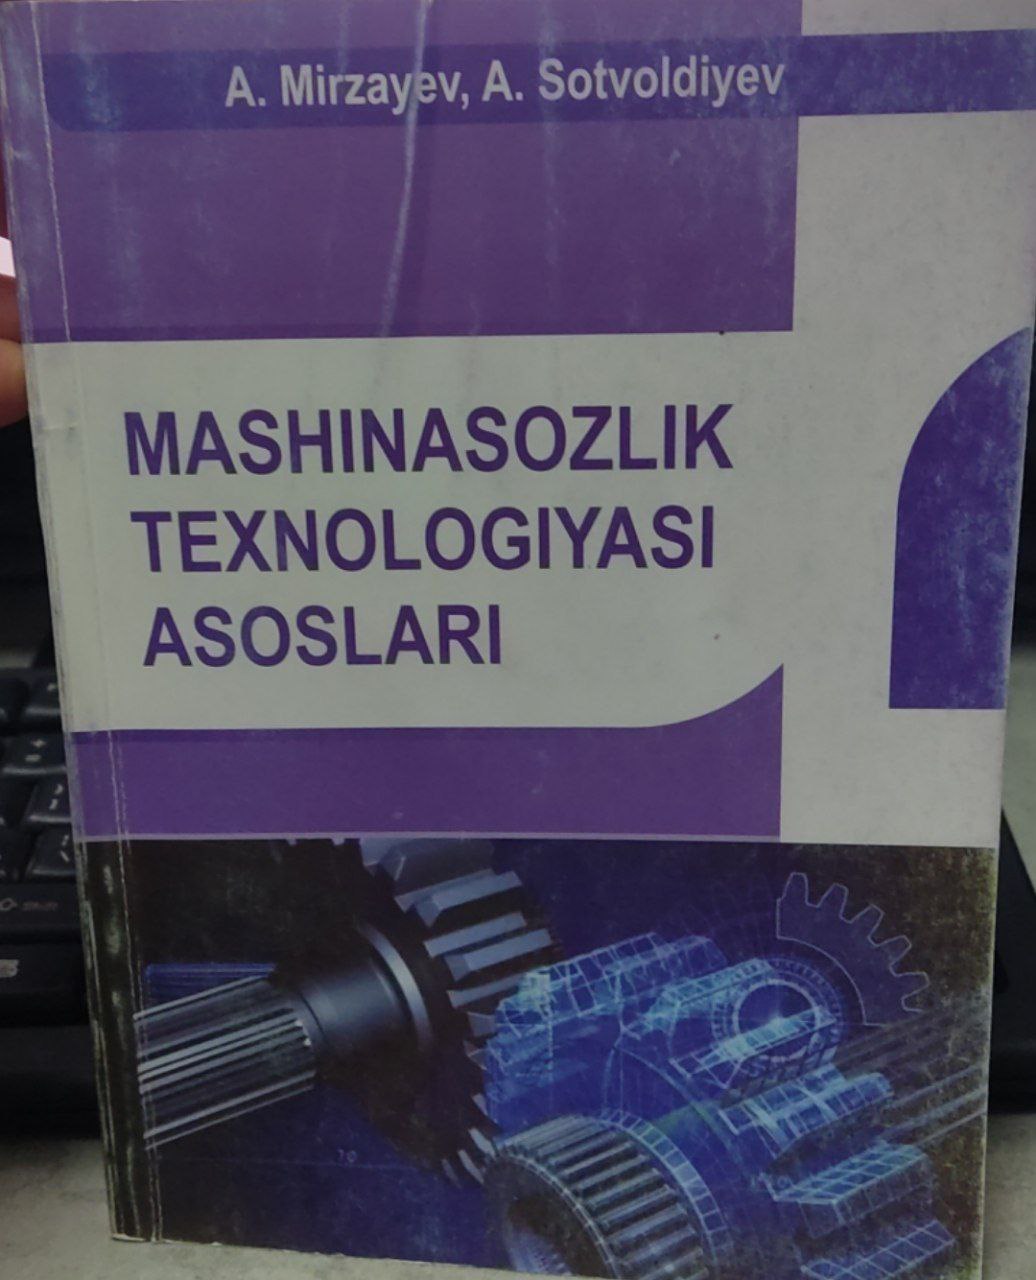 A. Mirzayev, A. Sotvoldiyev
MASHINASOZLIK
TEXNOLOGIYASI
ASOSLARI